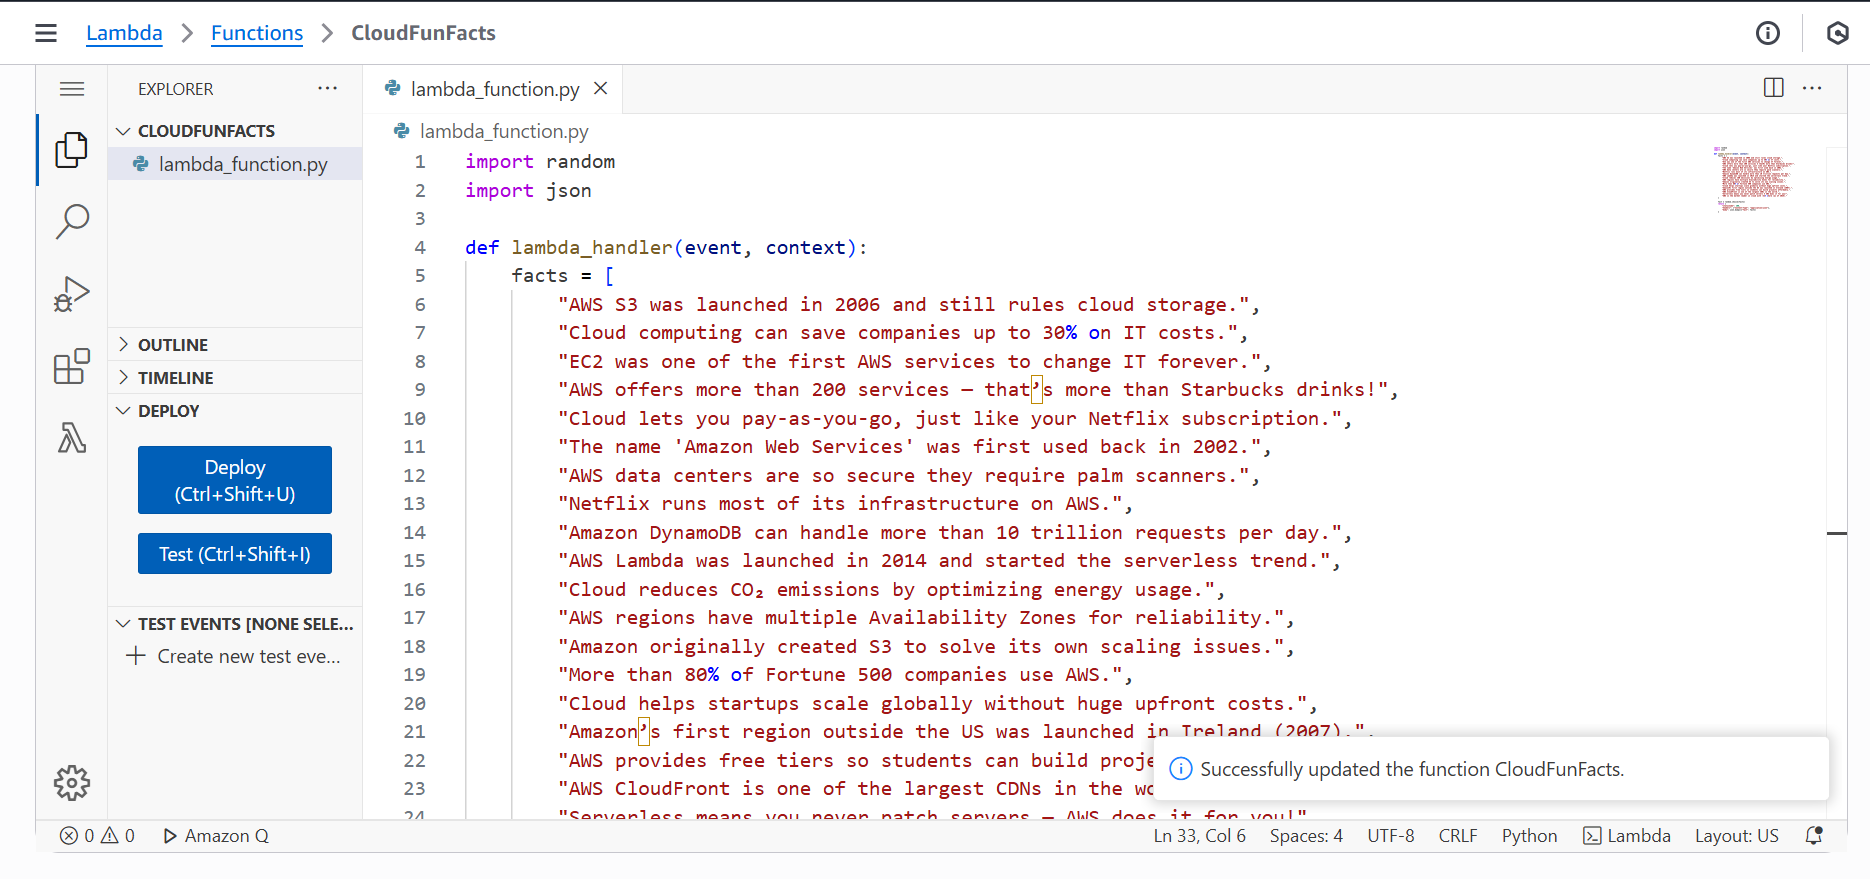 Lambda > Functions > CloudFunFacts
EXPLORER ...
CLOUDFUNFACTS
lambda_function.py
OUTLINE
TIMELINE
DEPLOY
Deploy
(Ctrl+Shift+U)
Test (Ctrl+Shift+I)
TEST EVENTS [NONE SELE...
Create new test eve...
lambda_function.py
lambda_function.py
1 import random
2 import json
3
4 def lambda_handler(event, context):
5 facts = [
6 "AWS S3 was launched in 2006 and still rules cloud storage.",
7 "Cloud computing can save companies up to 30% on IT costs.",
8 "EC2 was one of the first AWS services to change IT forever.",
9 "AWS offers more than 200 services – that’s more than Starbucks drinks!",
10 "Cloud lets you pay-as-you-go, just like your Netflix subscription.",
11 "The name 'Amazon Web Services' was first used back in 2002.",
12 "AWS data centers are so secure they require palm scanners.",
13 "Netflix runs most of its infrastructure on AWS.",
14 "Amazon DynamoDB can handle more than 10 trillion requests per day.",
15 "AWS Lambda was launched in 2014 and started the serverless trend.",
16 "Cloud reduces CO₂ emissions by optimizing energy usage.",
17 "AWS regions have multiple Availability Zones for reliability.",
18 "Amazon originally created S3 to solve its own scaling issues.",
19 "More than 80% of Fortune 500 companies use AWS.",
20 "Cloud helps startups scale globally without huge upfront costs.",
21 "Amazon’s first region outside the US was launched in Ireland (2007).",
22 "AWS provides free tiers so students can build proje
23 "AWS CloudFront is one of the largest CDNs in the wo
24 "Serverless means you never patch servers – AWS does it for you!"
Successfully updated the function CloudFunFacts.
0 0 Amazon Q
Ln 33, Col 6 Spaces: 4 UTF-8 CRLF Python Lambda Layout: US